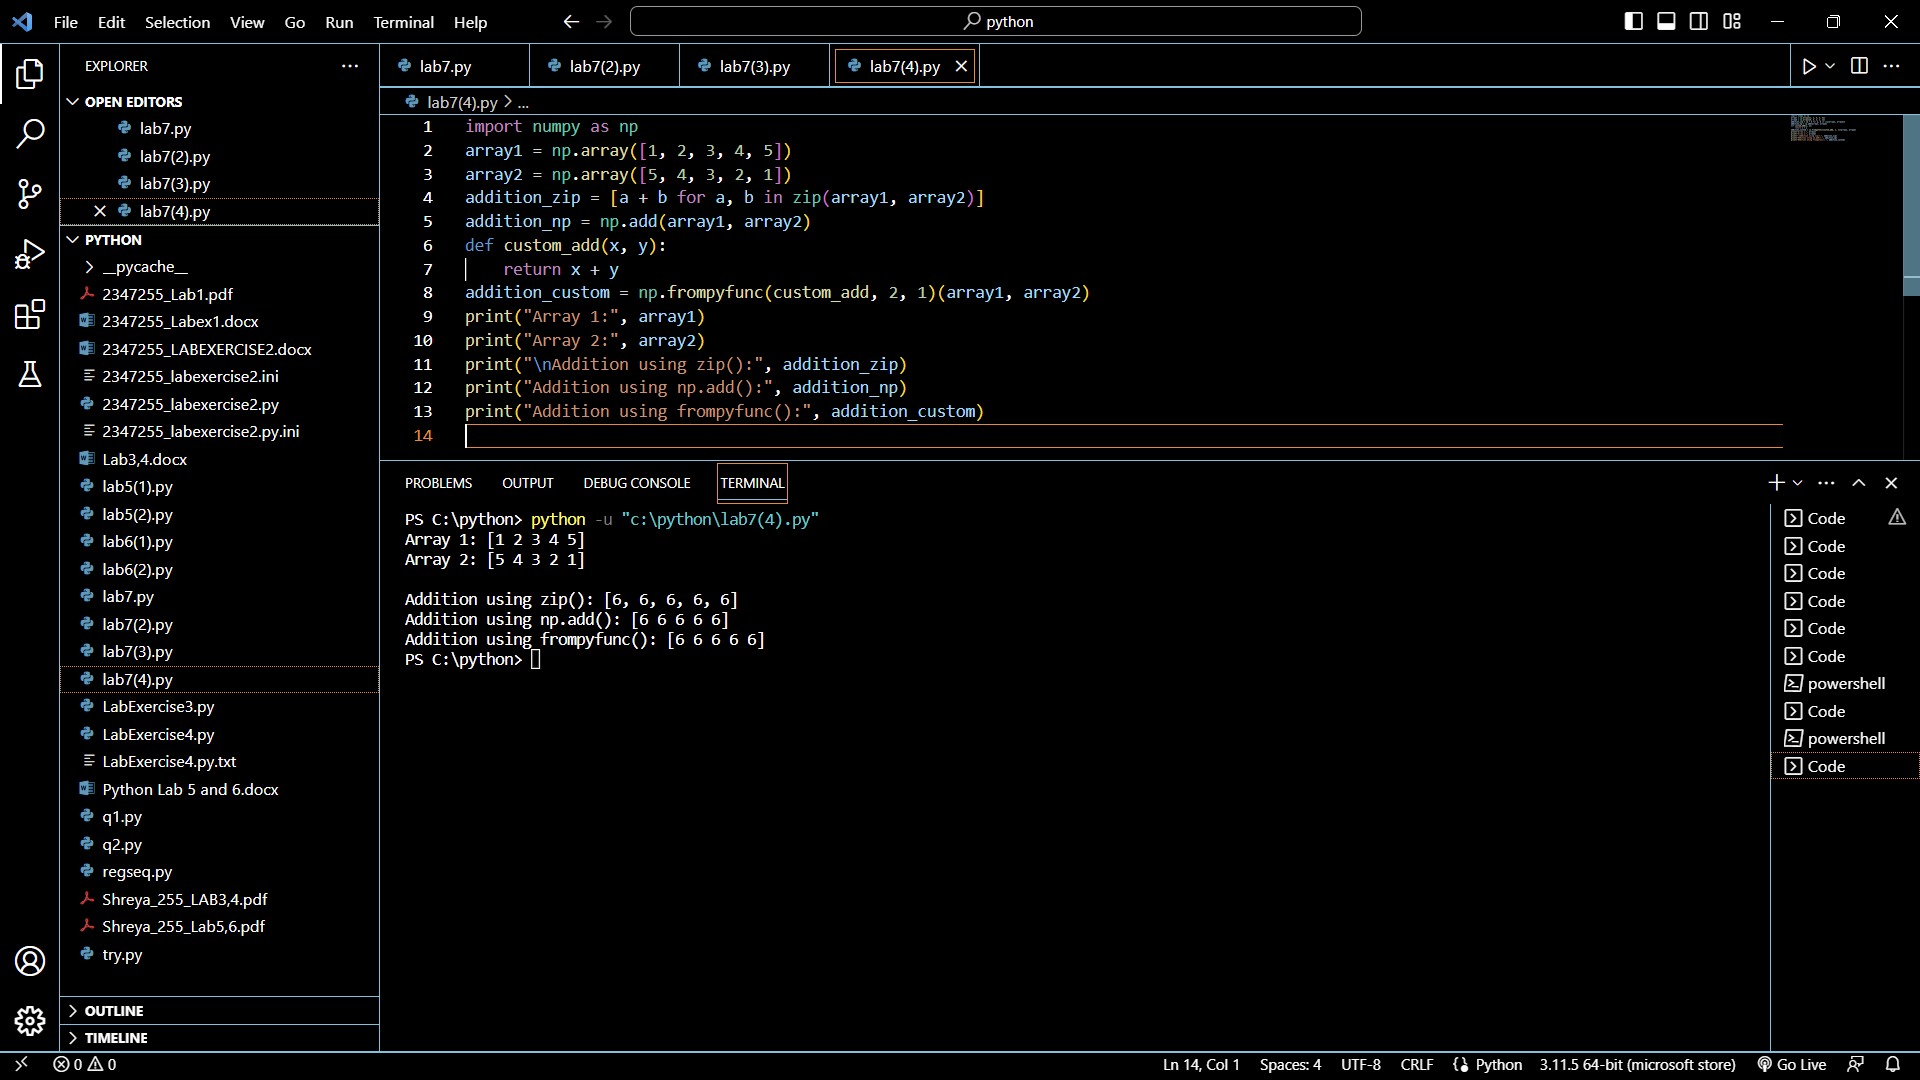 File Edit Selection View Go Run Terminal Help
python
EXPLORER
OPEN EDITORS
lab7.py
lab7(2).py
lab7(3).py
lab7(4).py
PYTHON
__pycache__
2347255_Lab1.pdf
2347255_Labex1.docx
2347255_LABEXERCISE2.docx
2347255_labexercise2.ini
2347255_labexercise2.py
2347255_labexercise2.py.ini
Lab3,4.docx
lab5(1).py
lab5(2).py
lab6(1).py
lab6(2).py
lab7.py
lab7(2).py
lab7(3).py
lab7(4).py
LabExercise3.py
LabExercise4.py
LabExercise4.py.txt
Python Lab 5 and 6.docx
q1.py
q2.py
regseq.py
Shreya_255_LAB3,4.pdf
Shreya_255_Lab5,6.pdf
try.py
OUTLINE
TIMELINE
lab7.py lab7(2).py lab7(3).py lab7(4).py
lab7(4).py > ...
1 import numpy as np
2 array1 = np.array([1, 2, 3, 4, 5])
3 array2 = np.array([5, 4, 3, 2, 1])
4 addition_zip = [a + b for a, b in zip(array1, array2)]
5 addition_np = np.add(array1, array2)
6 def custom_add(x, y):
7     return x + y
8 addition_custom = np.frompyfunc(custom_add, 2, 1)(array1, array2)
9 print("Array 1:", array1)
10 print("Array 2:", array2)
11 print("\nAddition using zip():", addition_zip)
12 print("Addition using np.add():", addition_np)
13 print("Addition using frompyfunc():", addition_custom)
14
PROBLEMS OUTPUT DEBUG CONSOLE TERMINAL
PS C:\python> python -u "c:\python\lab7(4).py"
Array 1: [1 2 3 4 5]
Array 2: [5 4 3 2 1]
Addition using zip(): [6, 6, 6, 6, 6]
Addition using np.add(): [6 6 6 6 6]
Addition using frompyfunc(): [6 6 6 6 6]
PS C:\python>
Code
Code
Code
Code
Code
Code
powershell
Code
powershell
Code
0 0 Ln 14, Col 1 Spaces: 4 UTF-8 CRLF Python 3.11.5 64-bit (microsoft store) Go Live